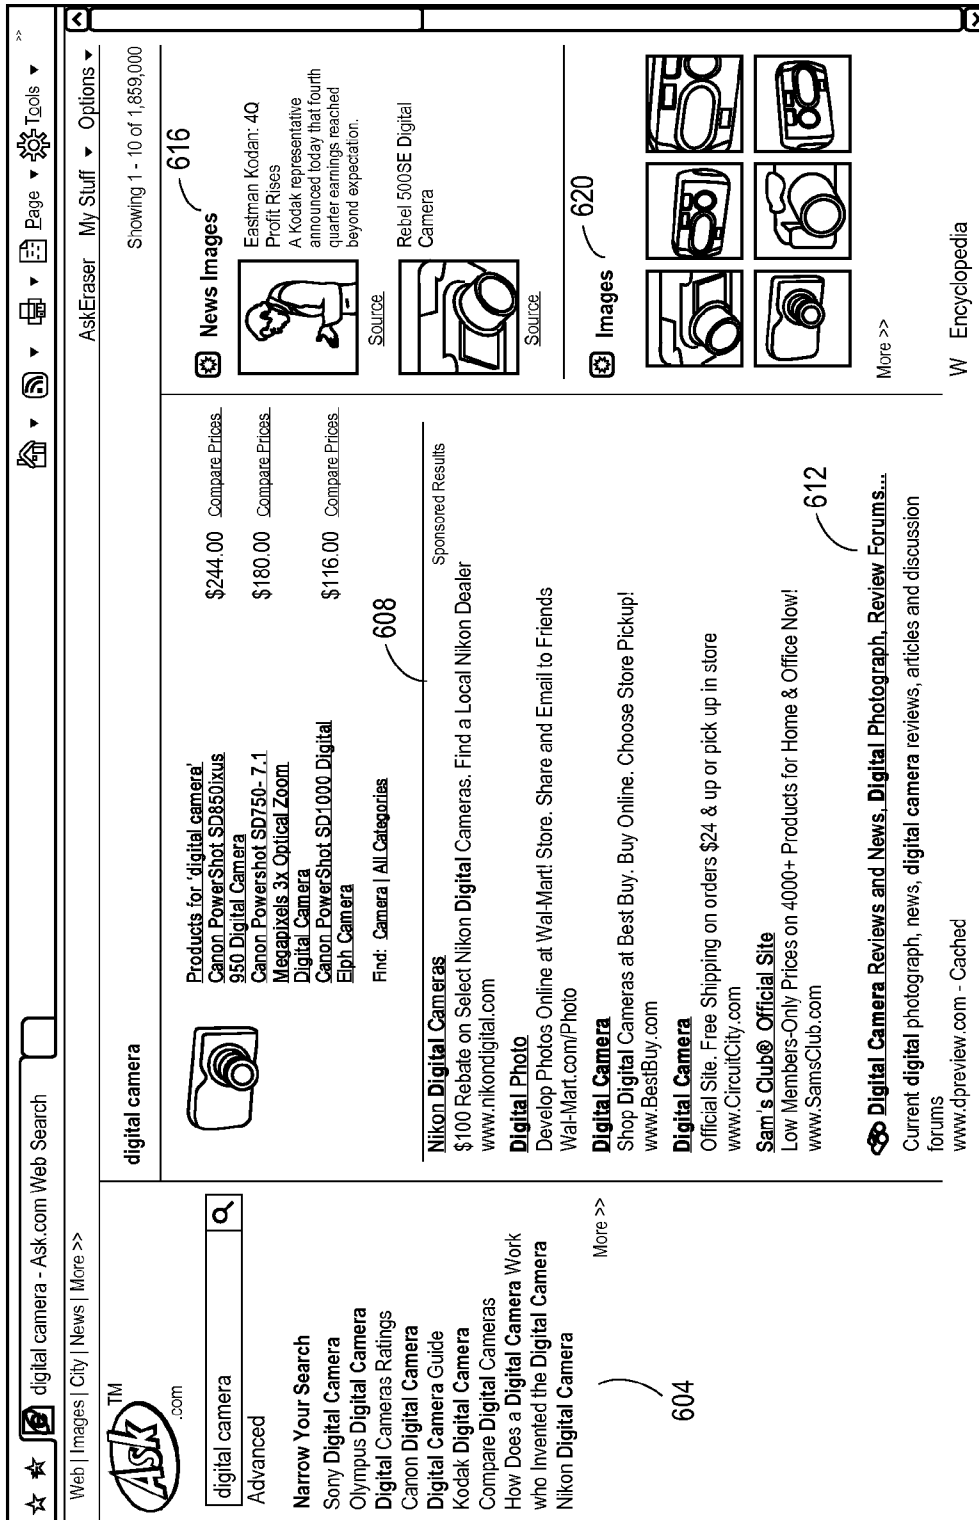 digital camera - Ask.com Web Search
Page
Tools
>>
Web | Images | City | News | More >>
AskEraser My Stuff Options
Ask
.com
TM
digital camera
Advanced
Narrow Your Search
Sony Digital Camera
Olympus Digital Camera
Digital Cameras Ratings
Canon Digital Camera
Digital Camera Guide
Kodak Digital Camera
Compare Digital Cameras
How Does a Digital Camera Work
who Invented the Digital Camera
Nikon Digital Camera
More >>
604
digital camera
Showing 1 - 10 of 1,859,000
Products for 'digital camera'
Canon PowerShot SD850ixus
950 Digital Camera
$244.00 Compare Prices
Canon Powershot SD750- 7.1
Megapixels 3x Optical Zoom
Digital Camera
$180.00 Compare Prices
Canon PowerShot SD1000 Digital
Elph Camera
$116.00 Compare Prices
Find: Camera | All Categories
608
Sponsored Results
Nikon Digital Cameras
$100 Rebate on Select Nikon Digital Cameras. Find a Local Nikon Dealer
www.nikondigital.com
Digital Photo
Develop Photos Online at Wal-Mart! Store. Share and Email to Friends
Wal-Mart.com/Photo
Digital Camera
Shop Digital Cameras at Best Buy. Buy Online. Choose Store Pickup!
www.BestBuy.com
Digital Camera
Official Site. Free Shipping on orders $24 & up or pick up in store
www.CircuitCity.com
Sam's Club® Official Site
Low Members-Only Prices on 4000+ Products for Home & Office Now!
www.SamsClub.com
612
Digital Camera Reviews and News, Digital Photograph, Review Forums...
Current digital photograph, news, digital camera reviews, articles and discussion
forums
www.dpreview.com - Cached
News Images
616
Eastman Kodan: 4Q
Profit Rises
A Kodak representative
announced today that fourth
quarter earnings reached
beyond expectation.
Source
Rebel 500SE Digital
Camera
Source
Images
620
More >>
W Encyclopedia